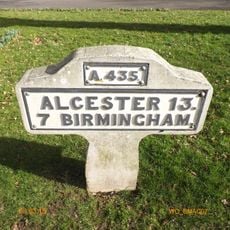 A.435
ALCESTER 13.
7 BIRMINGHAM.